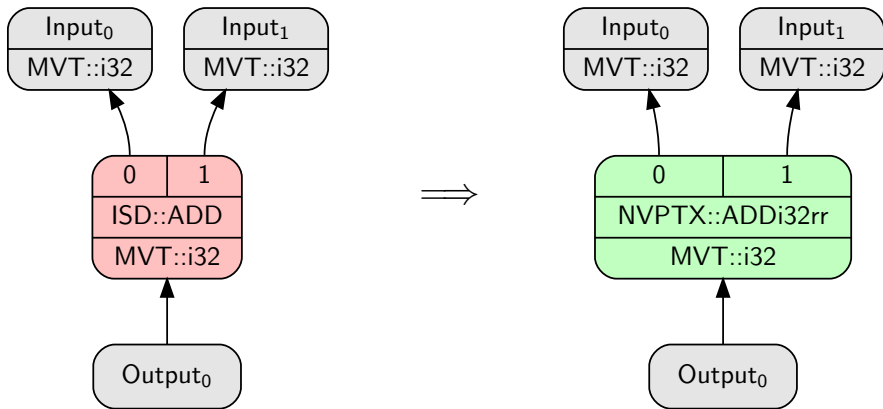 Input₀ Input₁ Input₀ Input₁
MVT::i32 MVT::i32 MVT::i32 MVT::i32
0 1 0 1
⟹
ISD::ADD NVPTX::ADDi32rr
MVT::i32 MVT::i32
Output₀ Output₀